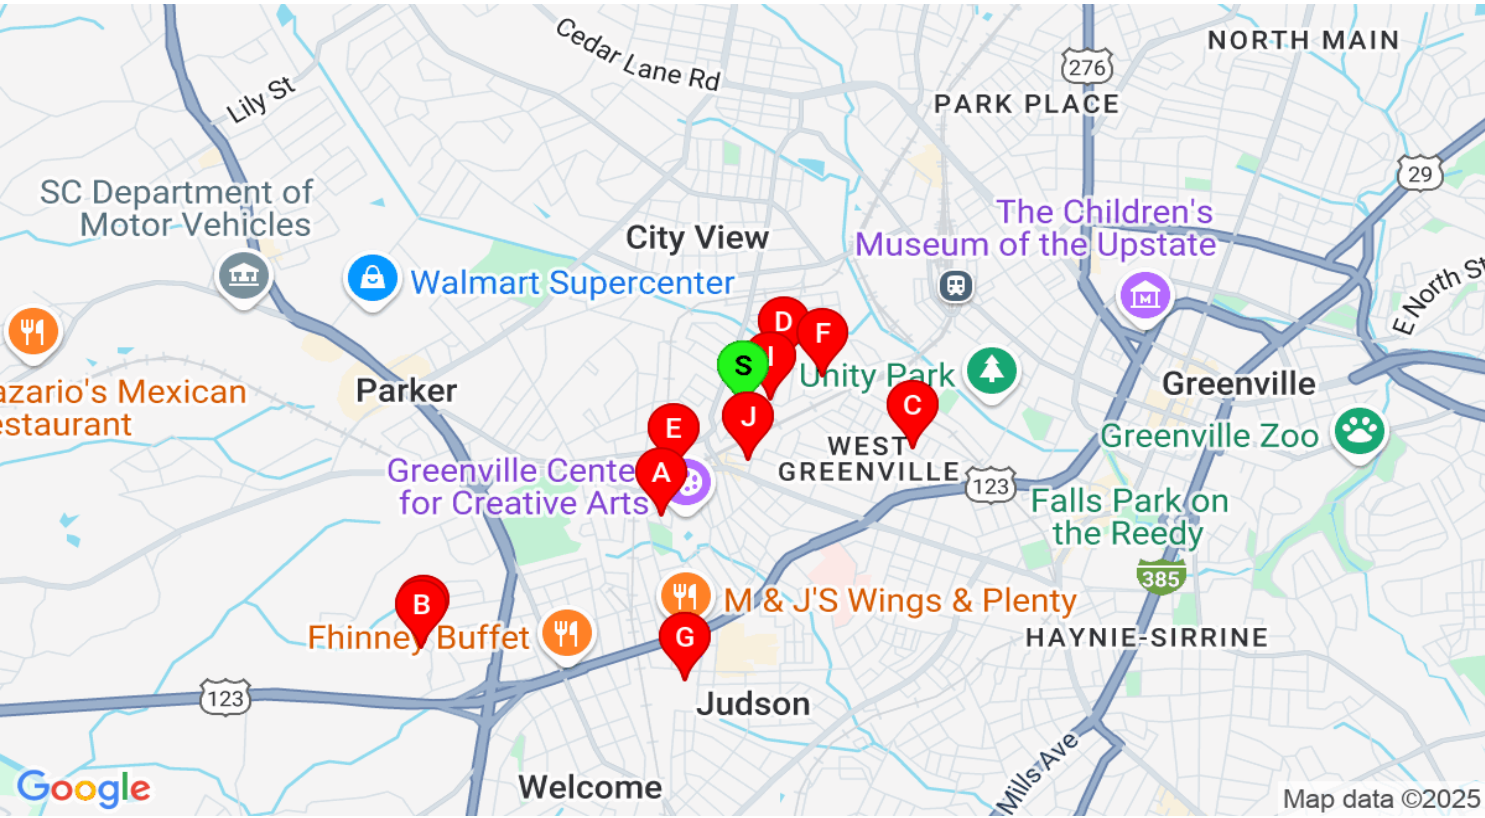 Cedar Lane Rd
NORTH MAIN
276
PARK PLACE
Lily St
29
SC Department of
Motor Vehicles
The Children's
Museum of the Upstate
City View
Walmart Supercenter
E North St
D
F
I
S
Unity Park
azario's Mexican
estaurant
Parker
Greenville
C
J
E
WEST
GREENVILLE
Greenville Zoo
A
Greenville Cente
for Creative Arts
123
Falls Park on
the Reedy
385
B
M & J'S Wings & Plenty
Fhinney Buffet
G
HAYNIE-SIRRINE
123
Judson
Mills Ave
Welcome
Google
Map data ©2025